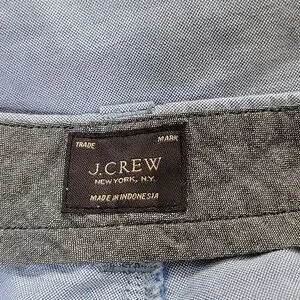 TRADE MARK
J.CREW
NEW YORK, N.Y.
MADE IN INDONESIA